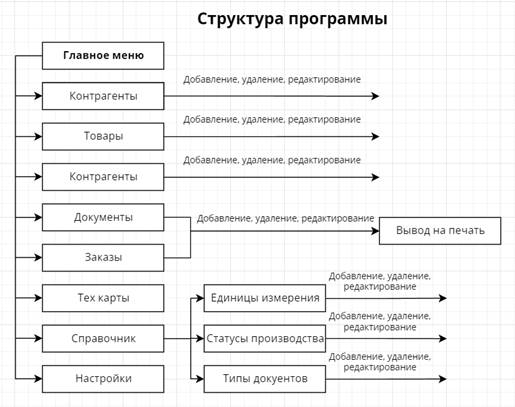 Структура программы
Главное меню
Контрагенты
Добавление, удаление, редактирование
Товары
Добавление, удаление, редактирование
Контрагенты
Добавление, удаление, редактирование
Документы
Добавление, удаление, редактирование
Вывод на печать
Заказы
Тех карты
Единицы измерения
Добавление, удаление,
редактирование
Справочник
Статусы производства
Добавление, удаление,
редактирование
Настройки
Типы докуентов
Добавление, удаление,
редактирование